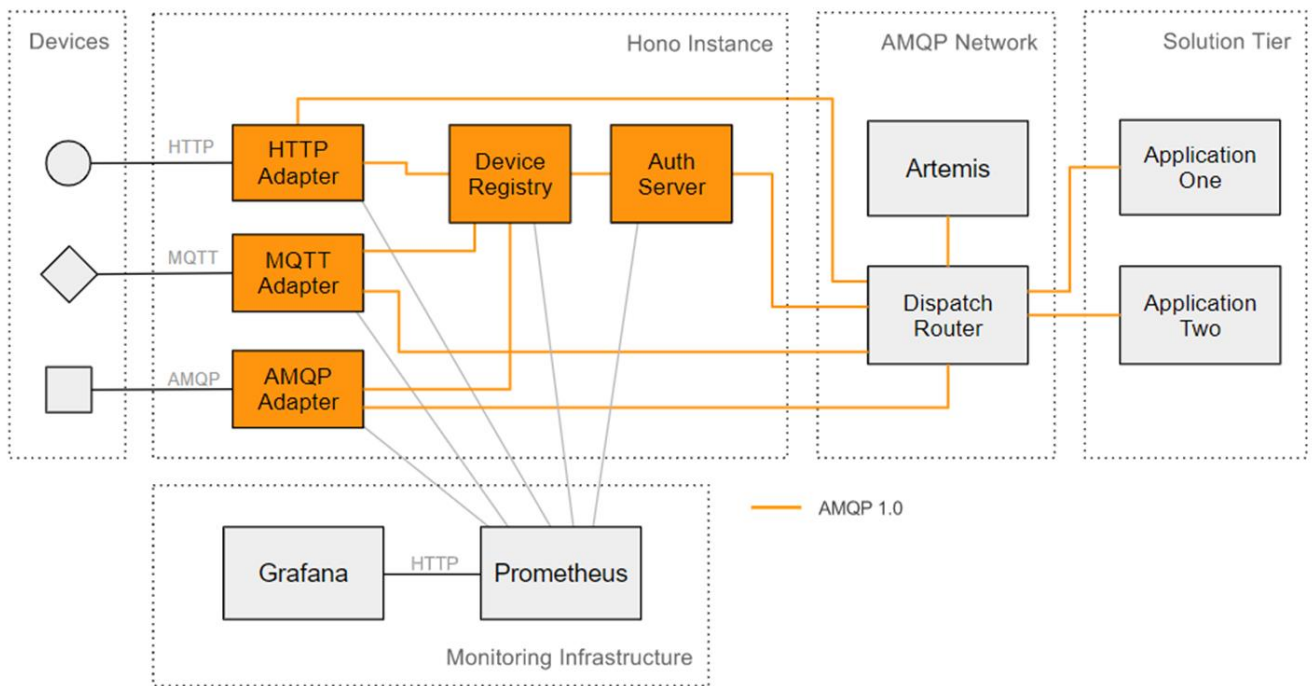 Devices
Hono Instance
AMQP Network
Solution Tier
HTTP
HTTP
Adapter
Device
Registry
Auth
Server
Artemis
Application
One
MQTT
MQTT
Adapter
Dispatch
Router
Application
Two
AMQP
AMQP
Adapter
AMQP 1.0
Grafana
HTTP
Prometheus
Monitoring Infrastructure